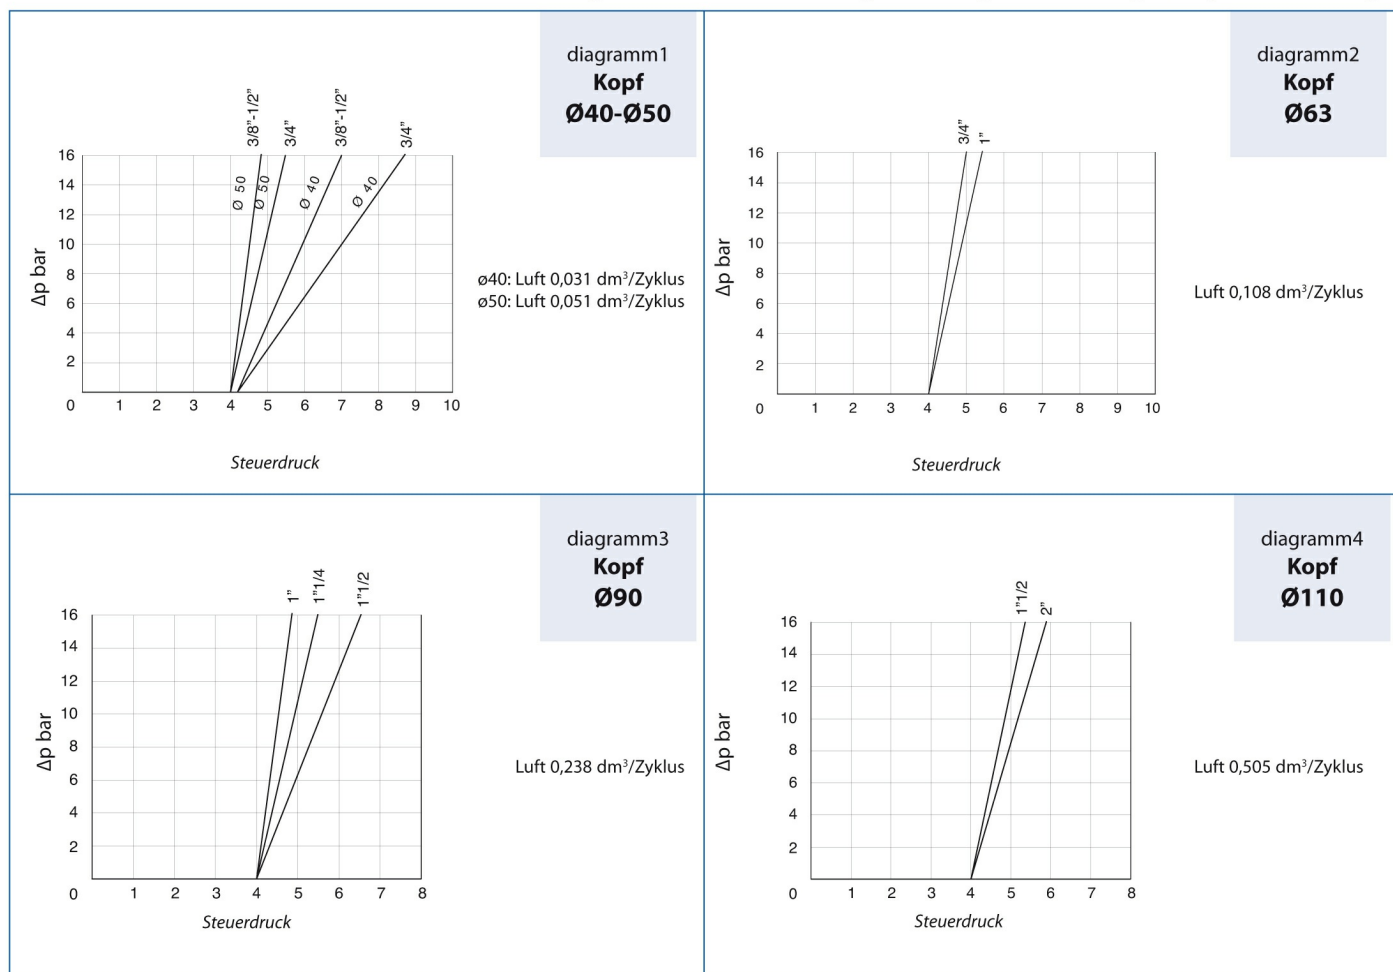 diagramm1
Kopf
Ø40-Ø50
3/8"-1/2"
3/4"
3/8"-1/2"
3/4"
Ø 50
Ø 50
Ø 40
Ø 40
16
14
12
10
8
6
4
2
0 1 2 3 4 5 6 7 8 9 10
Δp bar
Steuerdruck
ø40: Luft 0,031 dm³/Zyklus
ø50: Luft 0,051 dm³/Zyklus
diagramm2
Kopf
Ø63
3/4"
1"
16
14
12
10
8
6
4
2
0 1 2 3 4 5 6 7 8 9 10
Δp bar
Steuerdruck
Luft 0,108 dm³/Zyklus
diagramm3
Kopf
Ø90
1"
1"1/4
1"1/2
16
14
12
10
8
6
4
2
0 1 2 3 4 5 6 7 8
Δp bar
Steuerdruck
Luft 0,238 dm³/Zyklus
diagramm4
Kopf
Ø110
1"1/2
2"
16
14
12
10
8
6
4
2
0 1 2 3 4 5 6 7 8
Δp bar
Steuerdruck
Luft 0,505 dm³/Zyklus